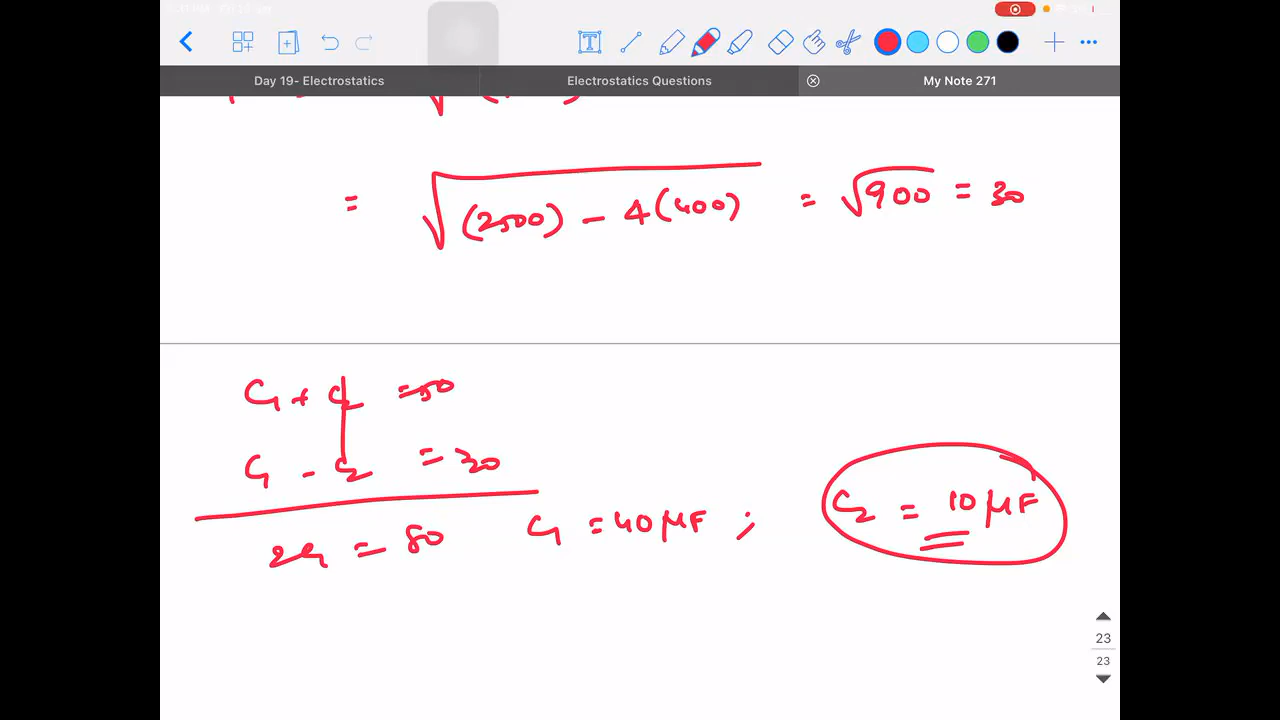 Day 19- Electrostatics
Electrostatics Questions
My Note 271
= √(2500) - 4(400) = √900 = 30
C1 + C2 = 50
C1 - C2 = 30
2C1 = 80 C1 = 40 μF ; C2 = 10 μF
23
23